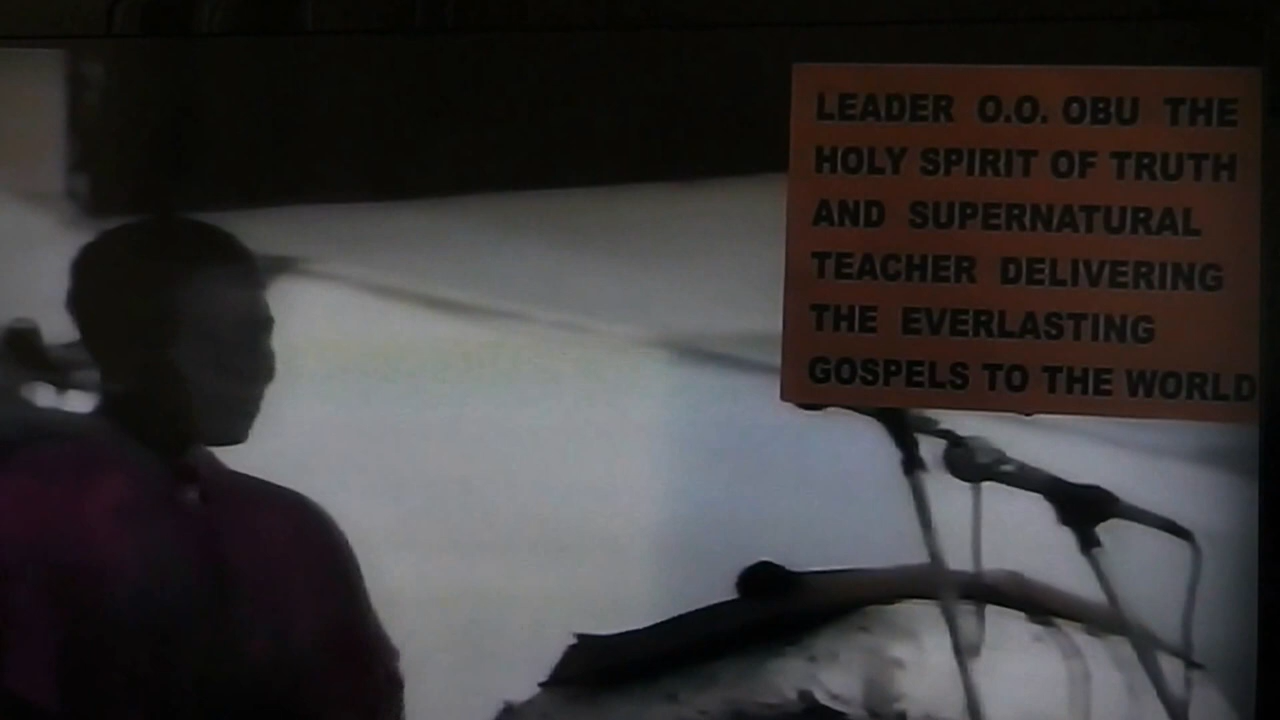 LEADER O.O. OBU THE
HOLY SPIRIT OF TRUTH
AND SUPERNATURAL
TEACHER DELIVERING
THE EVERLASTING
GOSPELS TO THE WORLD